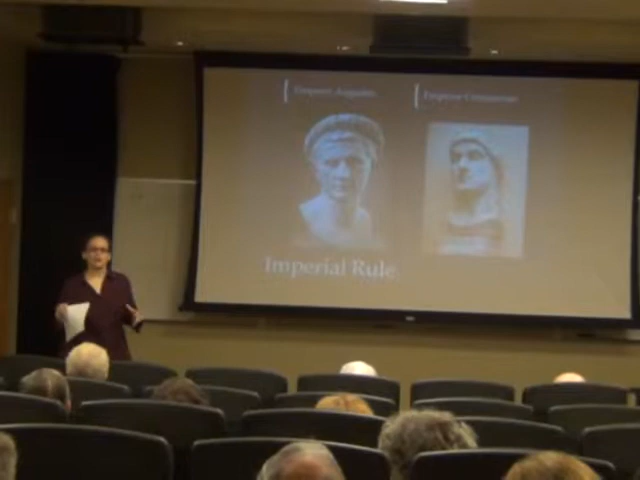 Emperor Augustus
Emperor Constantine
Imperial Rule